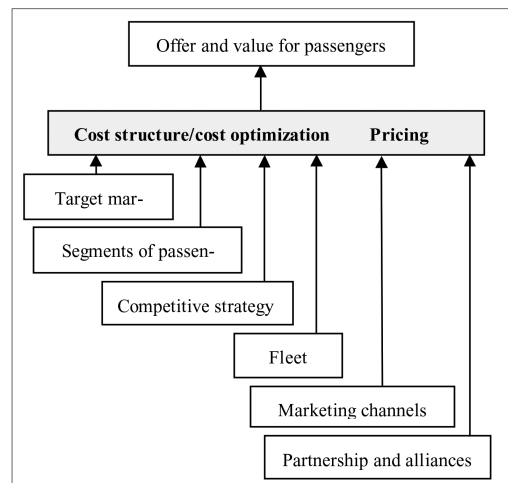 Offer and value for passengers
Cost structure/cost optimization Pricing
Target mar-
Segments of passen-
Competitive strategy
Fleet
Marketing channels
Partnership and alliances